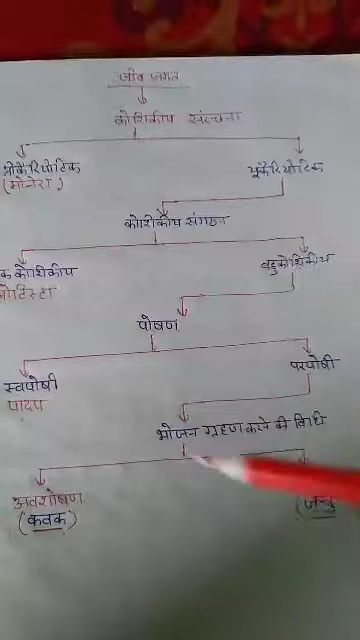 जीव जगत
कोशिकीय संरचना
प्रोकैरियोटिक यूकैरियोटिक
(मोनेरा)
कोशिकीय संगठन
क कोशिकीय बहुकोशिकीय
प्रोटिस्टा
पोषण
स्वपोषी परपोषी
पादप
भोजन ग्रहण करने की विधि
अवशोषण
(कवक) (जन्तु